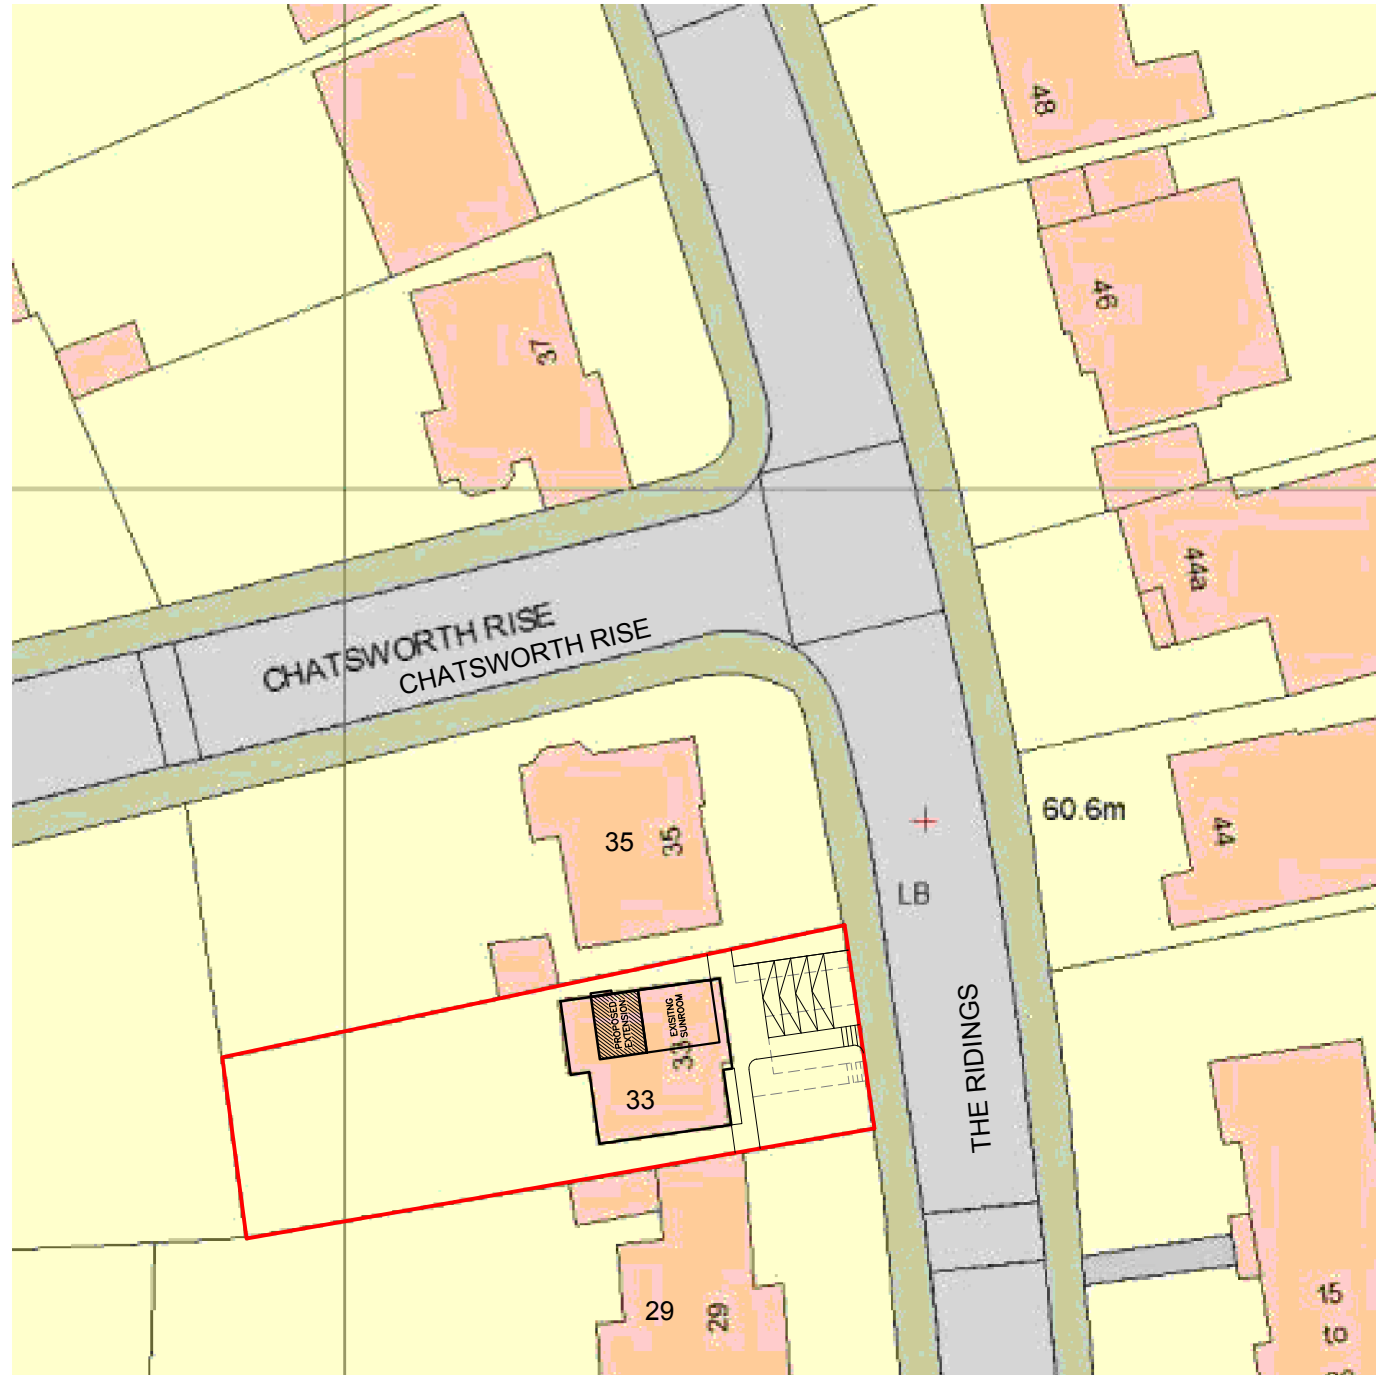 48
46
37
44a
CHATSWORTH RISE
CHATSWORTH RISE
60.6m
44
35
35
LB
THE RIDINGS
PROPOSED
EXTENSION
EXISITNG
SUNROOM
33
33
29
29
15
to